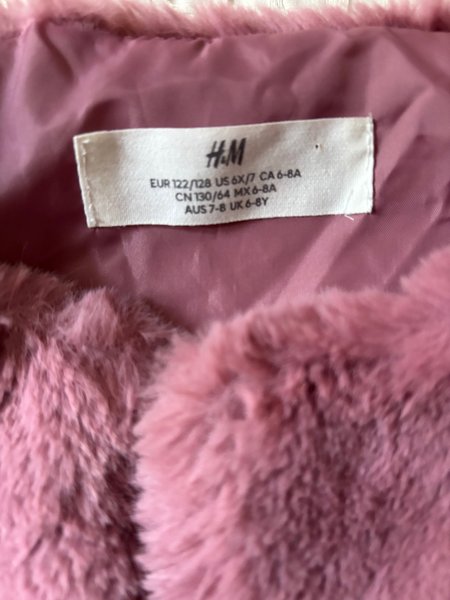 H&M
EUR 122/128 US 6X/7 CA 6-8A
CN 130/64 MX 6-8A
AUS 7-8 UK 6-8Y